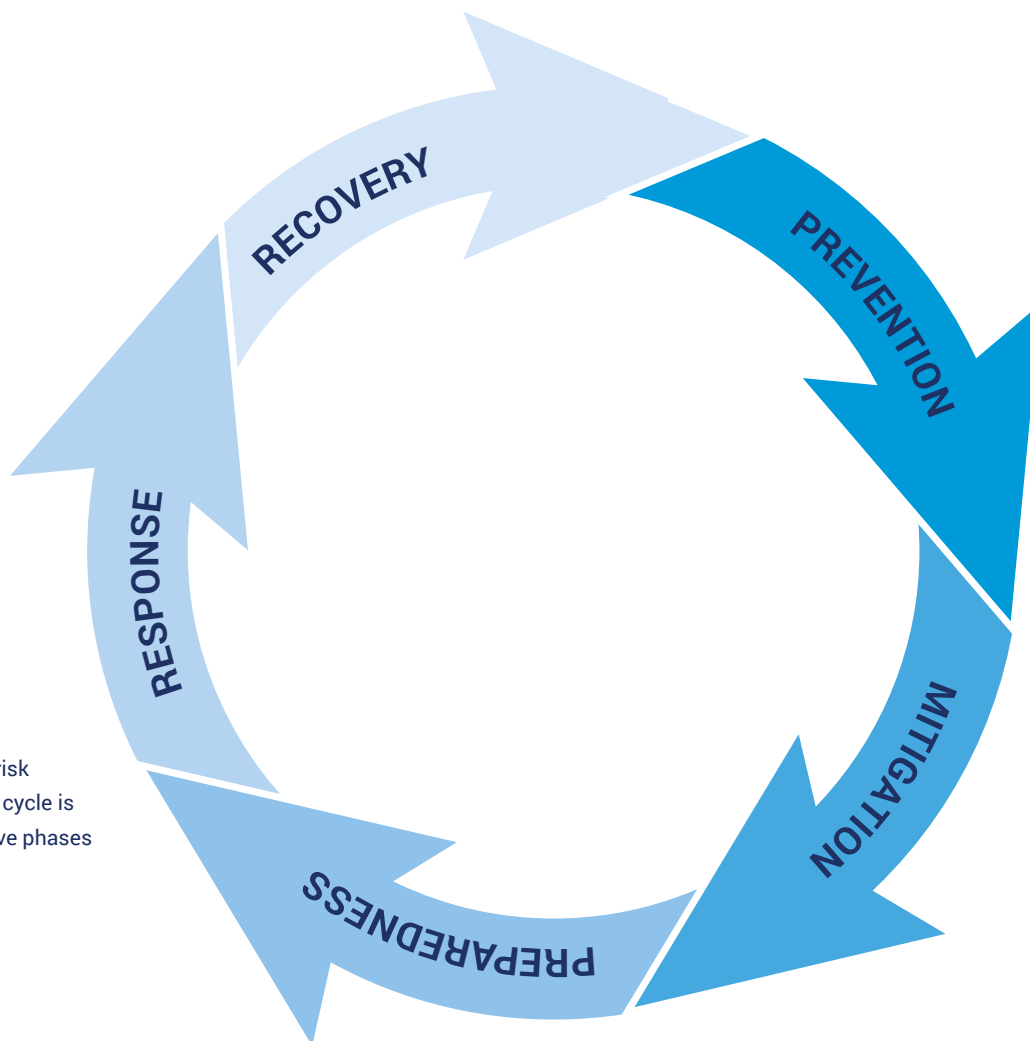 RECOVERY
PREVENTION
MITIGATION
PREPAREDNESS
RESPONSE
risk
cycle is
ve phases